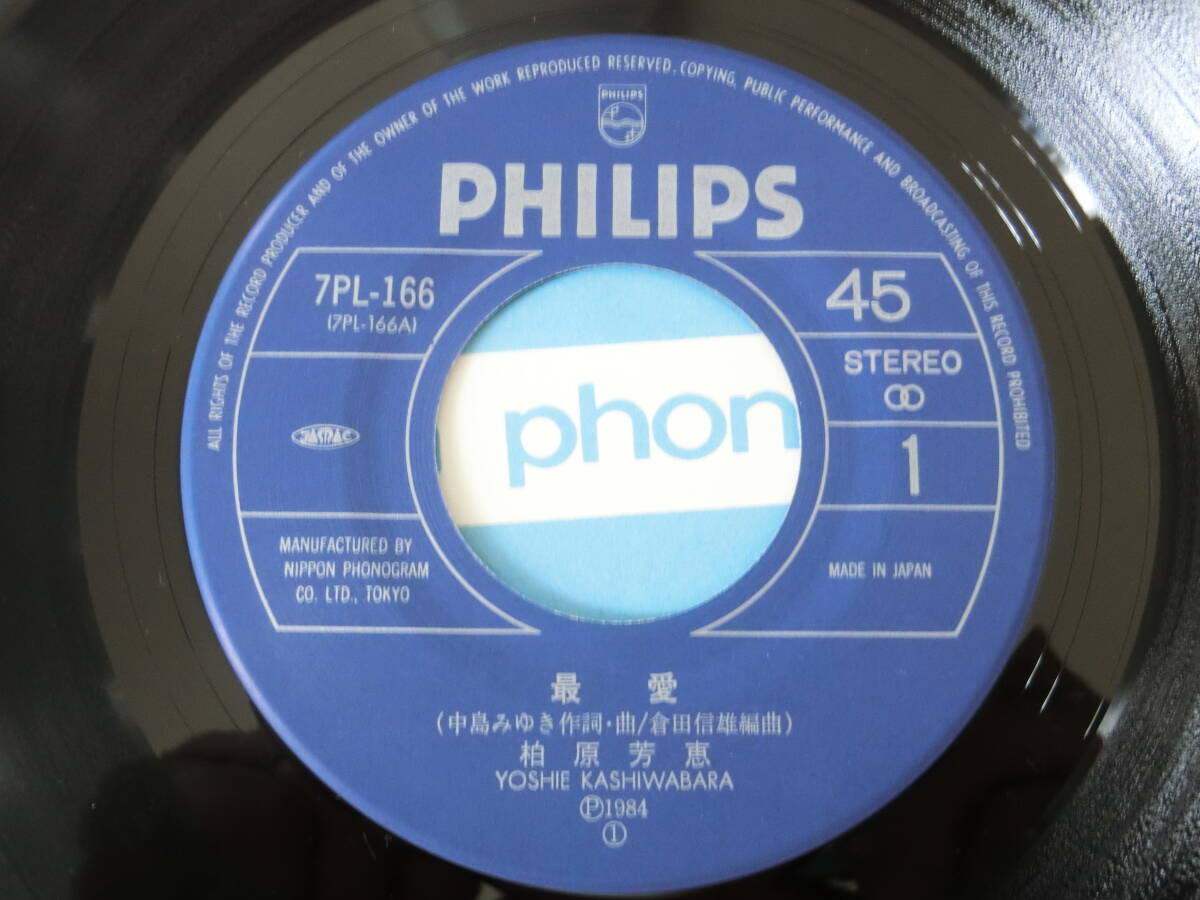 ALL RIGHTS OF THE RECORD PRODUCER AND OF THE OWNER OF THE WORK REPRODUCED RESERVED. COPYING, PUBLIC PERFORMANCE AND BROADCASTING OF THIS RECORD PROHIBITED
PHILIPS
PHILIPS
7PL-166
(7PL-166A)
45
STEREO
1
JASRAC
phon
MANUFACTURED BY
NIPPON PHONOGRAM
CO. LTD., TOKYO
MADE IN JAPAN
最 愛
(中島みゆき作詞・曲/倉田信雄編曲)
柏原芳恵
YOSHIE KASHIWABARA
Ⓟ1984
①